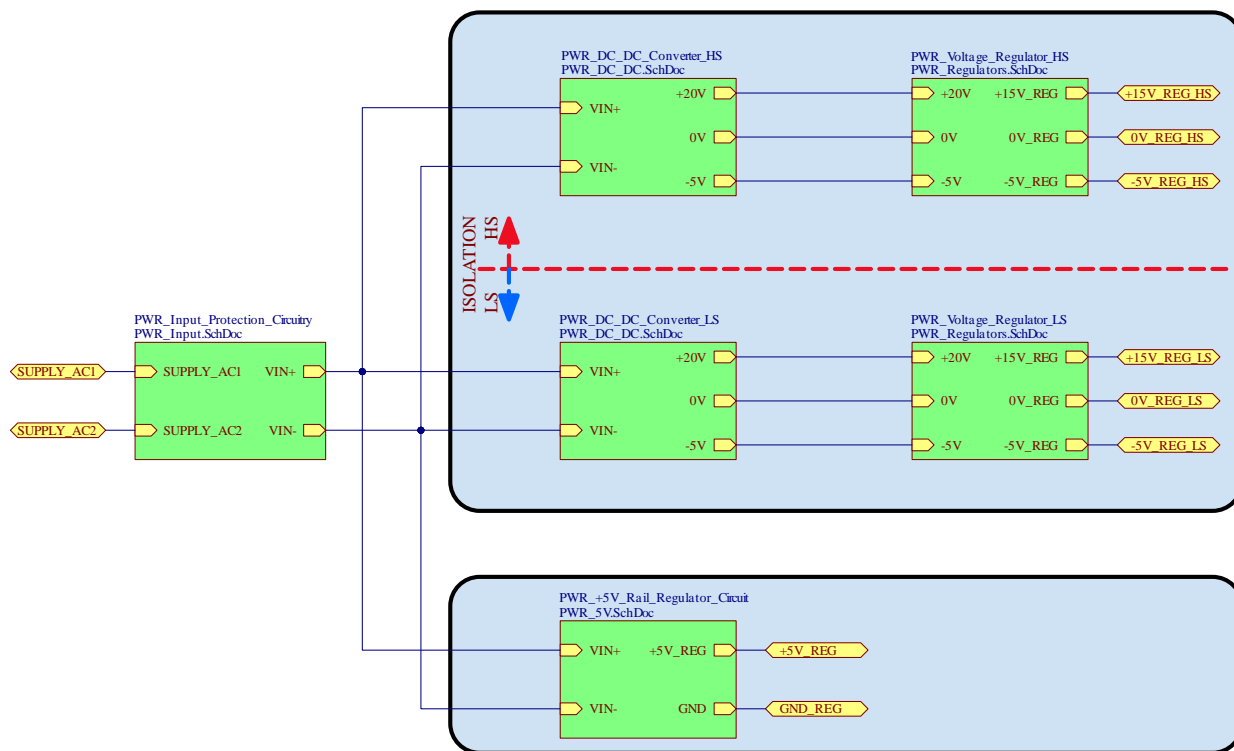 PWR_DC_DC_Converter_HS
PWR_DC_DC.SchDoc
VIN+
VIN-
+20V
0V
-5V
PWR_Voltage_Regulator_HS
PWR_Regulators.SchDoc
+20V
0V
-5V
+15V_REG
0V_REG
-5V_REG
+15V_REG_HS
0V_REG_HS
-5V_REG_HS
ISOLATION
HS
LS
PWR_Input_Protection_Circuitry
PWR_Input.SchDoc
SUPPLY_AC1
SUPPLY_AC2
SUPPLY_AC1
SUPPLY_AC2
VIN+
VIN-
PWR_DC_DC_Converter_LS
PWR_DC_DC.SchDoc
VIN+
VIN-
+20V
0V
-5V
PWR_Voltage_Regulator_LS
PWR_Regulators.SchDoc
+20V
0V
-5V
+15V_REG
0V_REG
-5V_REG
+15V_REG_LS
0V_REG_LS
-5V_REG_LS
PWR_+5V_Rail_Regulator_Circuit
PWR_5V.SchDoc
VIN+
VIN-
+5V_REG
GND
+5V_REG
GND_REG